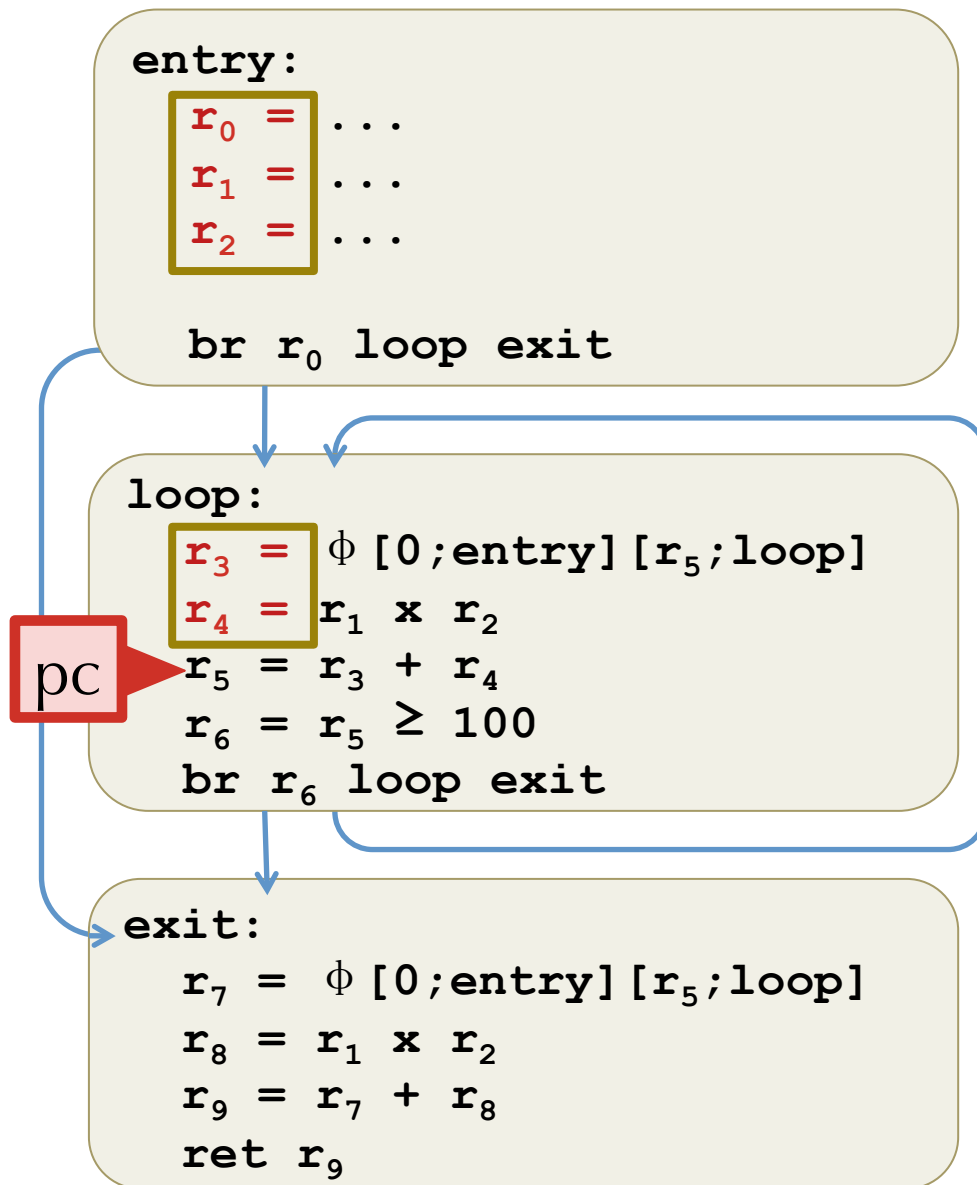 entry:
r₀ = ...
r₁ = ...
r₂ = ...
br r₀ loop exit
loop:
r₃ = ϕ[0;entry][r₅;loop]
r₄ = r₁ x r₂
pc
r₅ = r₃ + r₄
r₆ = r₅ ≥ 100
br r₆ loop exit
exit:
r₇ = ϕ[0;entry][r₅;loop]
r₈ = r₁ x r₂
r₉ = r₇ + r₈
ret r₉